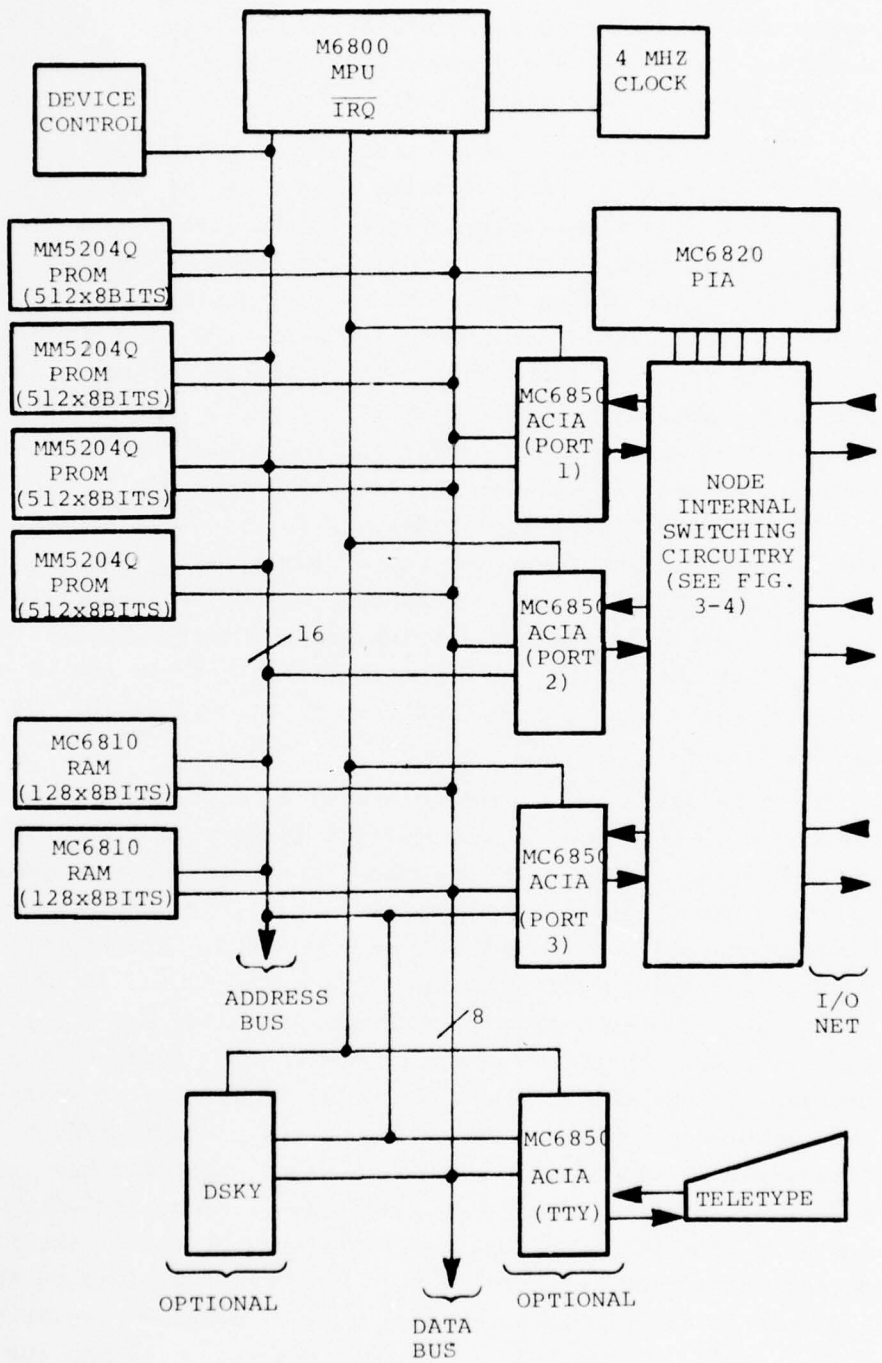 M6800
MPU
IRQ
4 MHZ
CLOCK
DEVICE
CONTROL
MM5204Q
PROM
(512x8BITS)
MC6820
PIA
MM5204Q
PROM
(512x8BITS)
MC6850
ACIA
(PORT
1)
MM5204Q
PROM
(512x8BITS)
NODE
INTERNAL
SWITCHING
CIRCUITRY
(SEE FIG.
3-4)
MM5204Q
PROM
(512x8BITS)
MC6850
ACIA
(PORT
2)
16
MC6810
RAM
(128x8BITS)
MC6810
RAM
(128x8BITS)
MC6850
ACIA
(PORT
3)
ADDRESS
BUS
8
I/O
NET
DSKY
MC6850
ACIA
(TTY)
TELETYPE
OPTIONAL
OPTIONAL
DATA
BUS